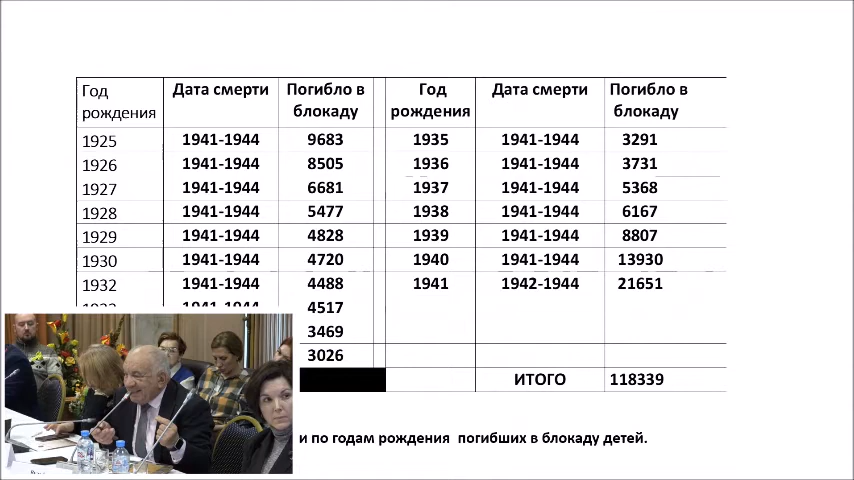 Год рождения Дата смерти Погибло в блокаду Год рождения Дата смерти Погибло в блокаду
1925 1941-1944 9683 1935 1941-1944 3291
1926 1941-1944 8505 1936 1941-1944 3731
1927 1941-1944 6681 1937 1941-1944 5368
1928 1941-1944 5477 1938 1941-1944 6167
1929 1941-1944 4828 1939 1941-1944 8807
1930 1941-1944 4720 1940 1941-1944 13930
1932 1941-1944 4488 1941 1942-1944 21651
4517
3469
3026
ИТОГО 118339
и по годам рождения погибших в блокаду детей.